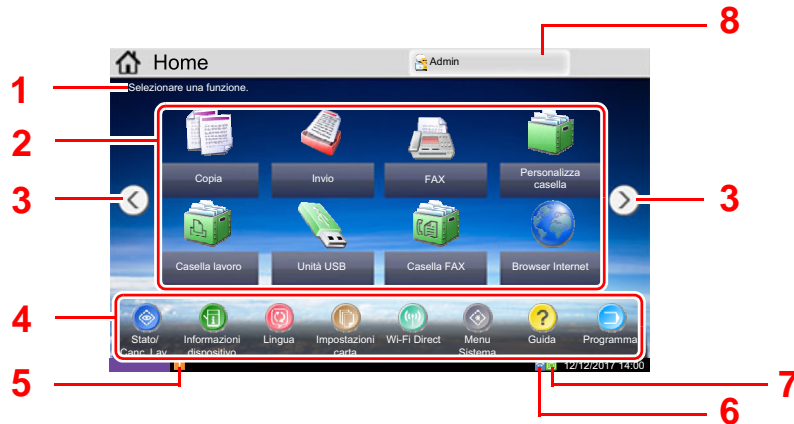 8
Home
Admin
1
Selezionare una funzione.
2
Copia
Invio
FAX
Personalizza
casella
3
3
Casella lavoro
Unità USB
Casella FAX
Browser Internet
4
Stato/
Canc. Lav.
Informazioni
dispositivo
Lingua
Impostazioni
carta
Wi-Fi Direct
Menu
Sistema
?
Guida
Programma
5
12/12/2017 14:00
7
6